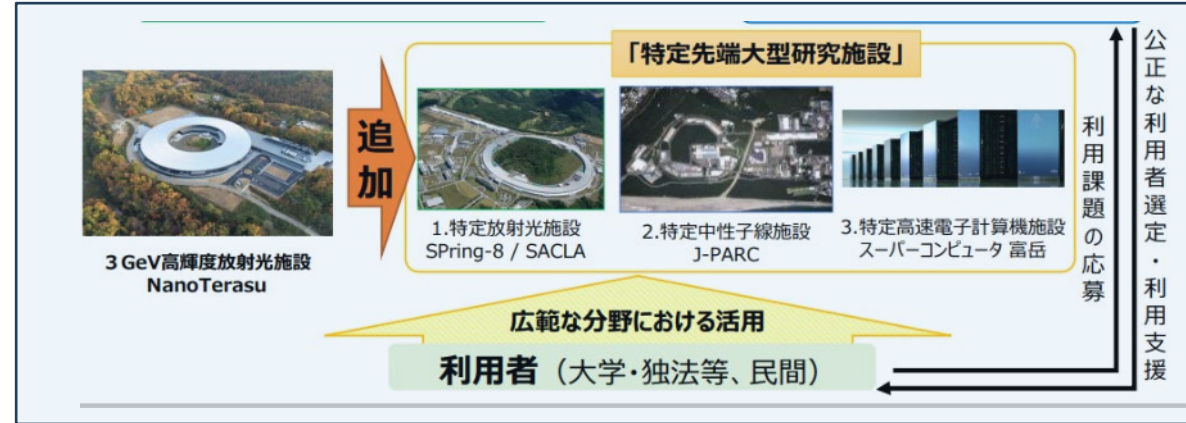 「特定先端大型研究施設」
追加
3GeV高輝度放射光施設
NanoTerasu
1.特定放射光施設
SPring-8 / SACLA
2.特定中性子線施設
J-PARC
3.特定高速電子計算機施設
スーパーコンピュータ 富岳
広範な分野における活用
利用者（大学・独法等、民間）
利用課題の応募
公正な利用者選定・利用支援